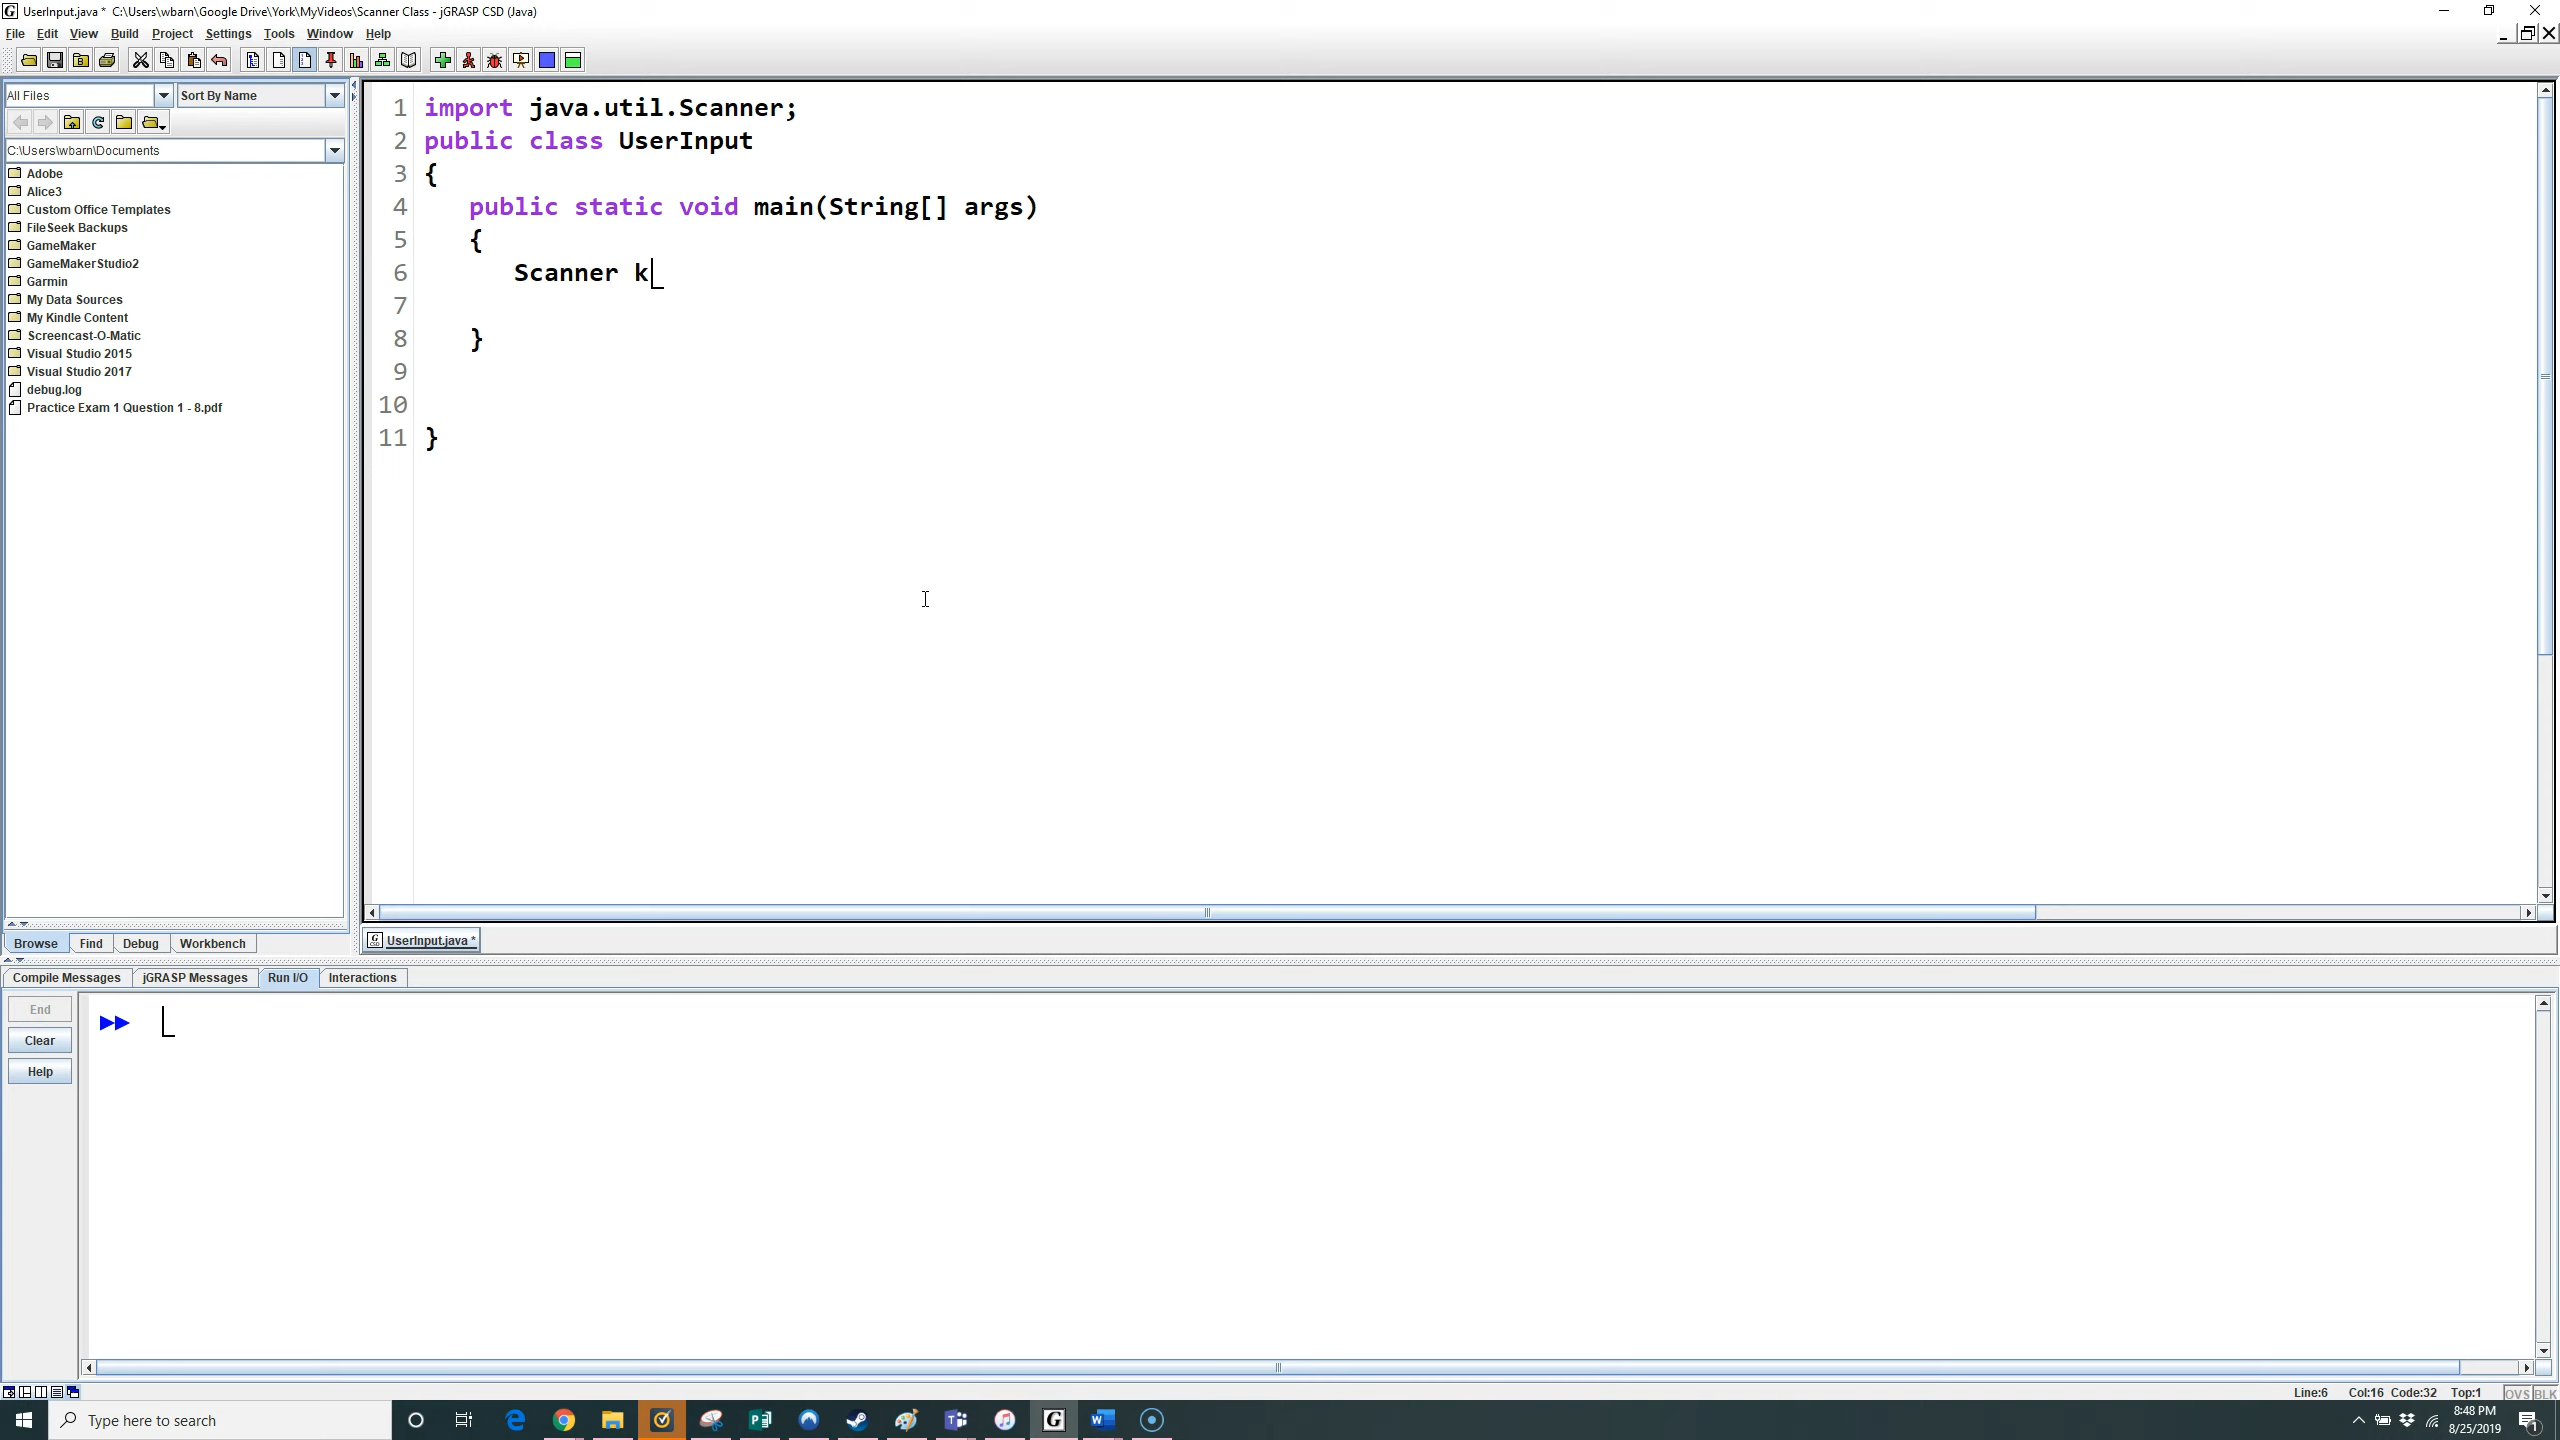 UserInput.java * C:\Users\wbarn\Google Drive\York\MyVideos\Scanner Class - jGRASP CSD (Java)
File Edit View Build Project Settings Tools Window Help
All Files Sort By Name
C:\Users\wbarn\Documents
Adobe
Alice3
Custom Office Templates
FileSeek Backups
GameMaker
GameMakerStudio2
Garmin
My Data Sources
My Kindle Content
Screencast-O-Matic
Visual Studio 2015
Visual Studio 2017
debug.log
Practice Exam 1 Question 1 - 8.pdf
Browse Find Debug Workbench
1 import java.util.Scanner;
2 public class UserInput
3 {
4 public static void main(String[] args)
5 {
6 Scanner k
7
8 }
9
10
11 }
UserInput.java *
Compile Messages jGRASP Messages Run I/O Interactions
End
Clear
Help
Line:6 Col:16 Code:32 Top:1 OVS BLK
Type here to search
8:48 PM
8/25/2019